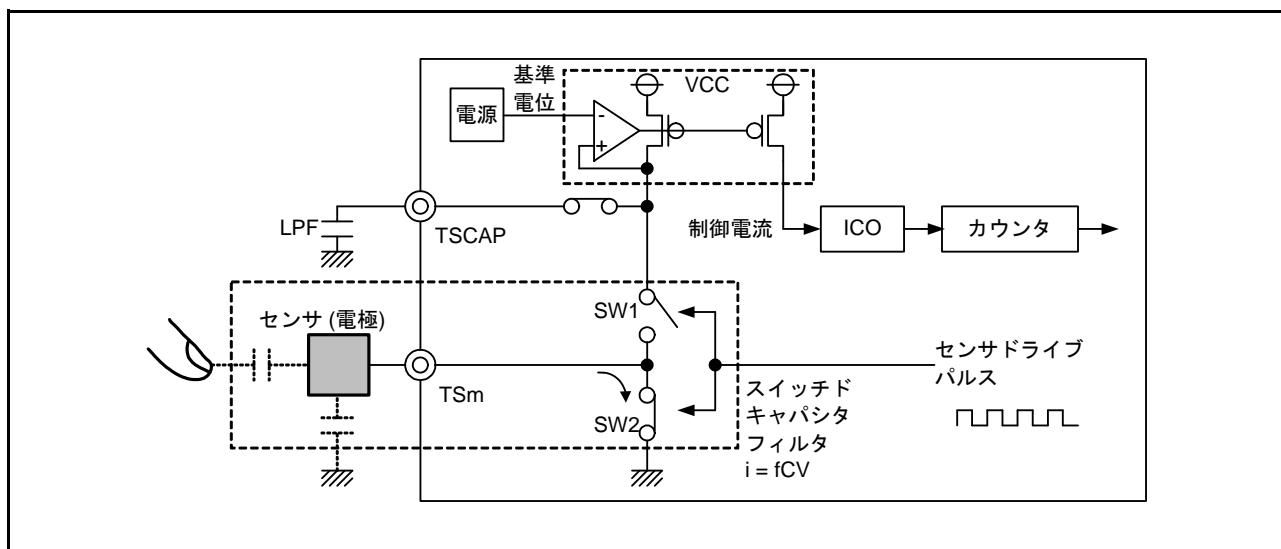 基準
電位
VCC
電源
-
+
LPF
TSCAP
制御電流
ICO
カウンタ
センサ (電極)
SW1
TSm
SW2
センサドライブ
パルス
スイッチド
キャパシタ
フィルタ
i = fCV